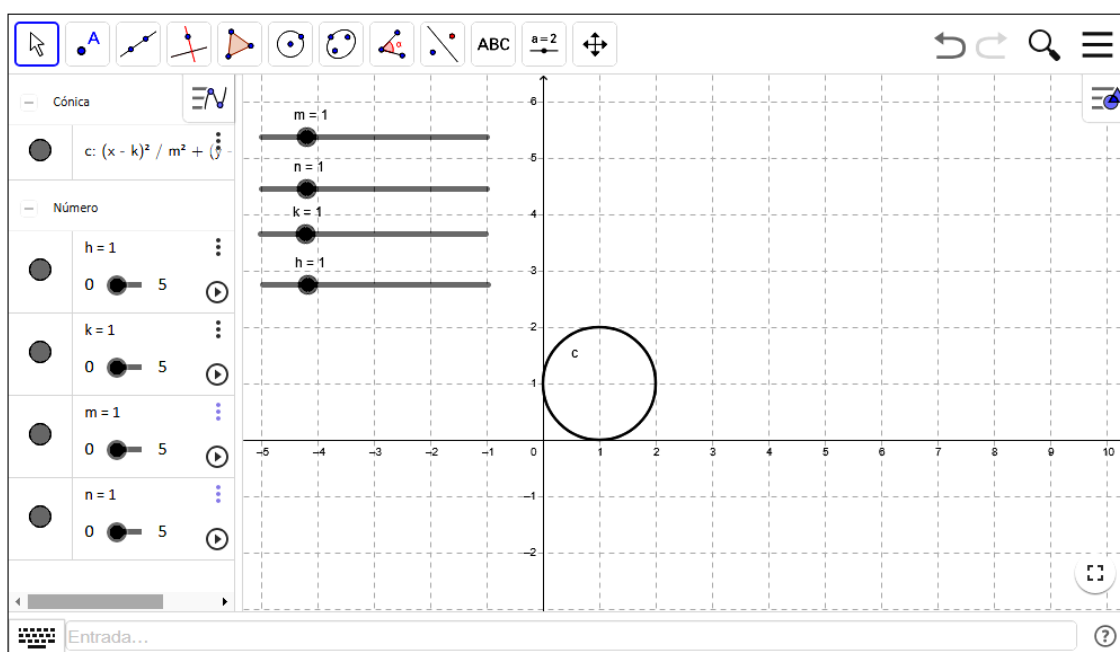 A
α
ABC
a=2
Cónica
c: (x - k)² / m² + (y -
Número
h = 1
0 5
k = 1
0 5
m = 1
0 5
n = 1
0 5
m = 1
n = 1
k = 1
h = 1
6
5
4
3
2
1
c
-5 -4 -3 -2 -1 0 1 2 3 4 5 6 7 8 9 10
-1
-2
Entrada...
?